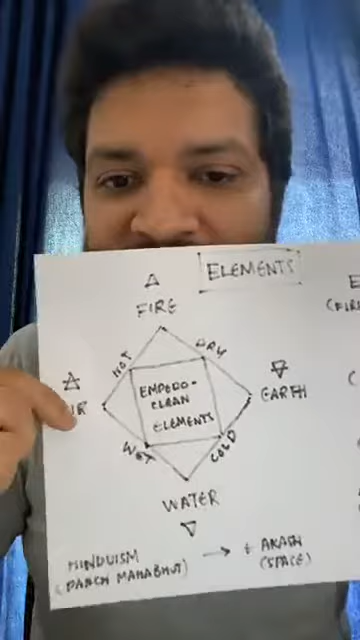 ELEMENTS
FIRE
HOT
DRY
EMPEDO-
CLEAN
ELEMENTS
EARTH
WET
COLD
WATER
HINDUISM
(PANCH MAHABHUT) → + AKASH
(SPACE)